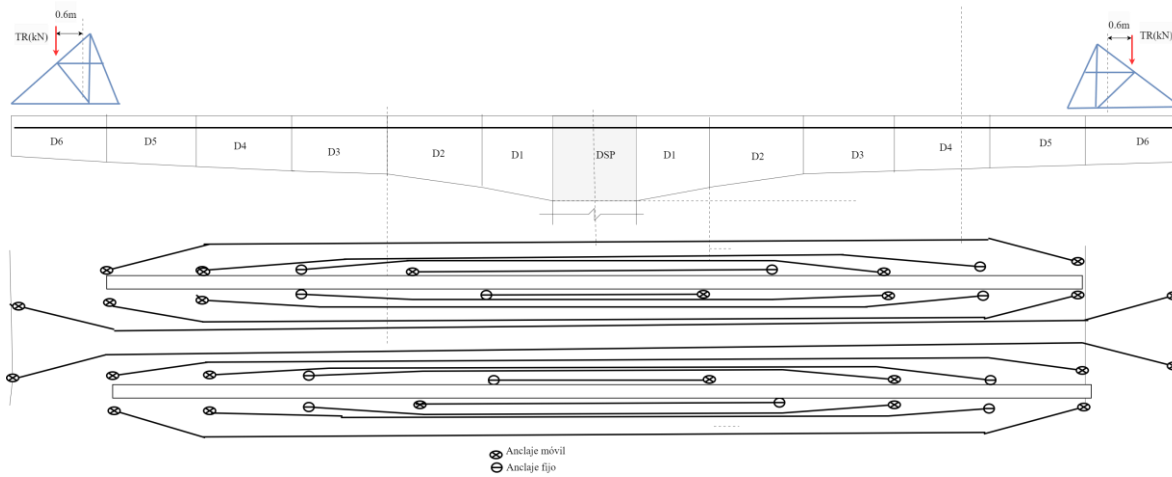 0.6m
TR(kN)
0.6m
TR(kN)
D6 D5 D4 D3 D2 D1 DSP D1 D2 D3 D4 D5 D6
Anclaje móvil
Anclaje fijo